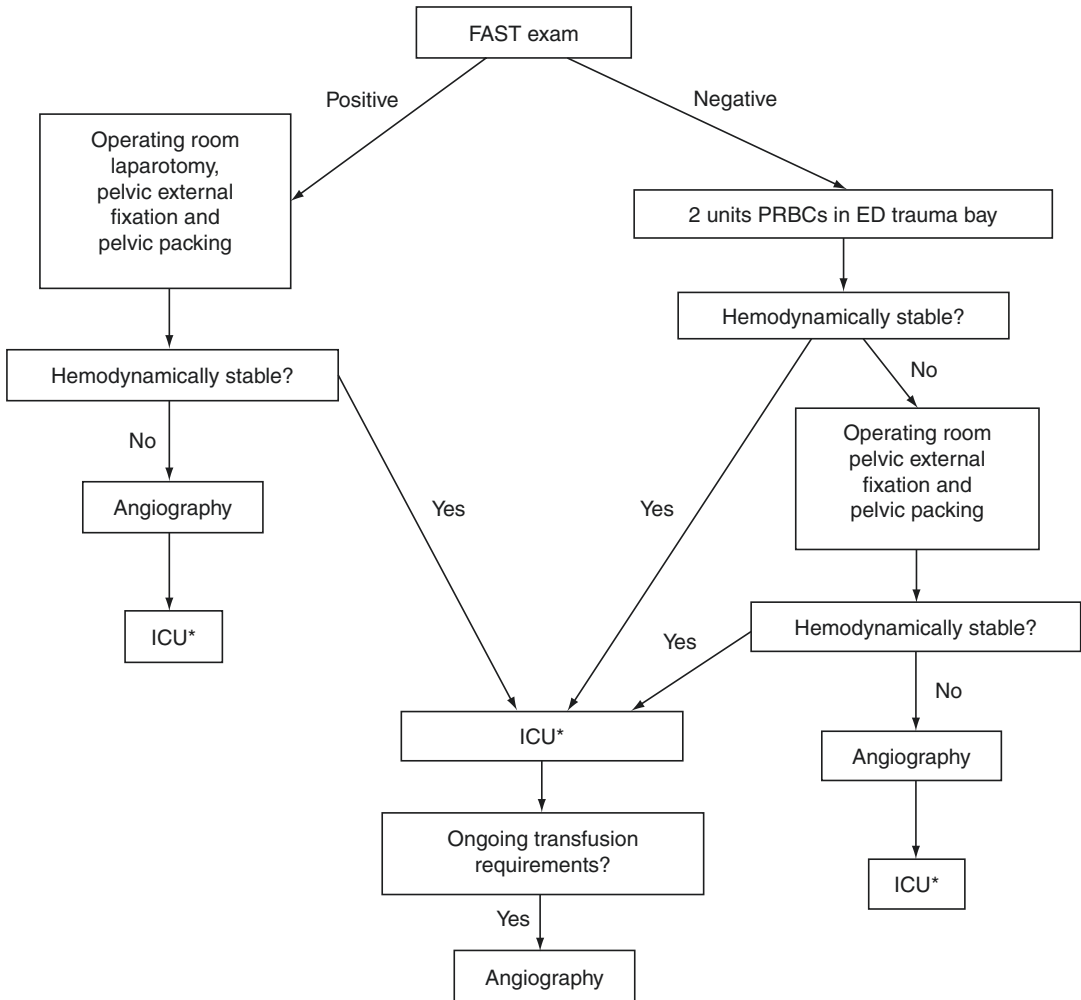 FAST exam
Positive
Negative
Operating room
laparotomy,
pelvic external
fixation and
pelvic packing
2 units PRBCs in ED trauma bay
Hemodynamically stable?
Hemodynamically stable?
No
Operating room
pelvic external
fixation and
pelvic packing
No
Angiography
Yes
Yes
ICU*
Hemodynamically stable?
Yes
No
ICU*
Angiography
Ongoing transfusion
requirements?
ICU*
Yes
Angiography